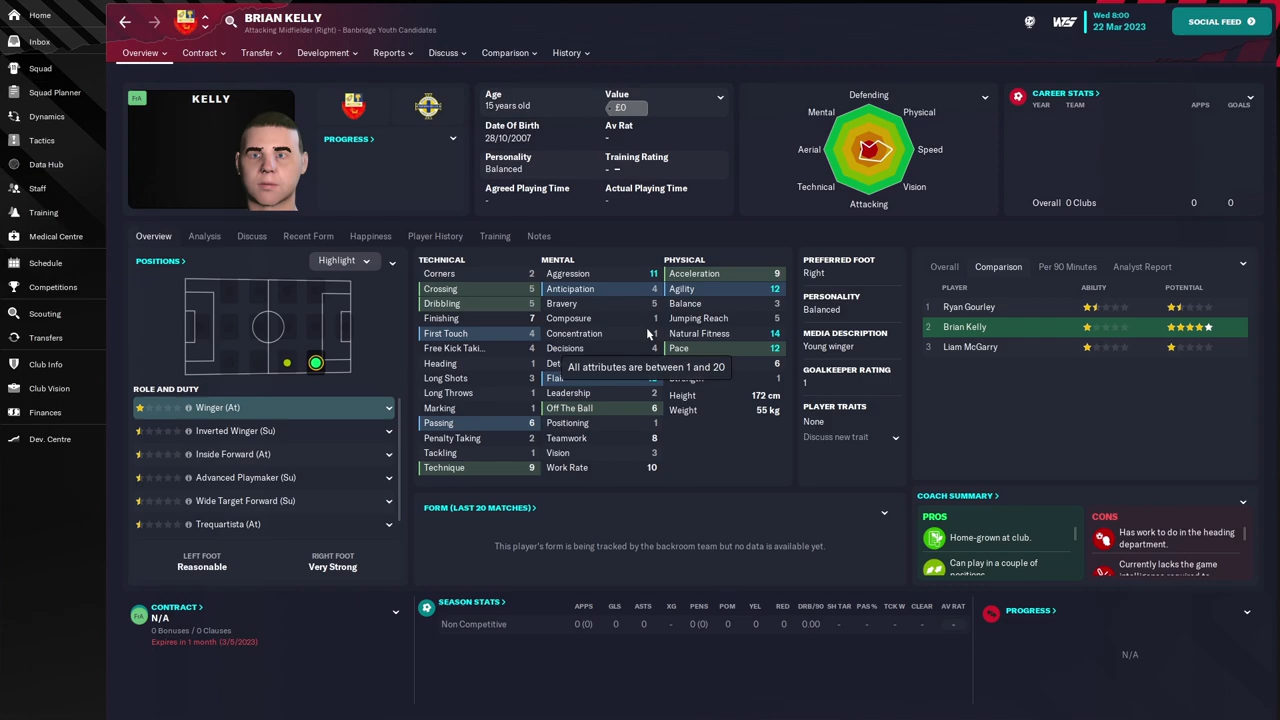 Home
Inbox
Squad
Squad Planner
Dynamics
Tactics
Data Hub
Staff
Training
Medical Centre
Schedule
Competitions
Scouting
Transfers
Club Info
Club Vision
Finances
Dev. Centre
BRIAN KELLY
Attacking Midfielder (Right) - Banbridge Youth Candidates
Wed 8:00
22 Mar 2023
SOCIAL FEED
Overview Contract Transfer Development Reports Discuss Comparison History
FrA
KELLY
PROGRESS >
Age
15 years old
Value
£0
Date Of Birth
28/10/2007
Av Rat
-
Personality
Balanced
Training Rating
- -
Agreed Playing Time
-
Actual Playing Time
-
Defending
Mental Physical
Aerial Speed
Technical Vision
Attacking
CAREER STATS >
YEAR TEAM APPS GOALS
Overall 0 Clubs 0 0
Overview Analysis Discuss Recent Form Happiness Player History Training Notes
POSITIONS >
Highlight
ROLE AND DUTY
Winger (At)
Inverted Winger (Su)
Inside Forward (At)
Advanced Playmaker (Su)
Wide Target Forward (Su)
Trequartista (At)
LEFT FOOT
Reasonable
RIGHT FOOT
Very Strong
TECHNICAL
Corners 2
Crossing 5
Dribbling 5
Finishing 7
First Touch 4
Free Kick Taki... 4
Heading 1
Long Shots 3
Long Throws 1
Marking 1
Passing 6
Penalty Taking 2
Tackling 1
Technique 9
MENTAL
Aggression 11
Anticipation 4
Bravery 5
Composure 1
Concentration 1
Decisions 4
All attributes are between 1 and 20
Leadership 2
Off The Ball 6
Positioning 1
Teamwork 8
Vision 3
Work Rate 10
PHYSICAL
Acceleration 9
Agility 12
Balance 3
Jumping Reach 5
Natural Fitness 14
Pace 12
6
1
Height 172 cm
Weight 55 kg
PREFERRED FOOT
Right
PERSONALITY
Balanced
MEDIA DESCRIPTION
Young winger
GOALKEEPER RATING
1
PLAYER TRAITS
None
Discuss new trait
Overall Comparison Per 90 Minutes Analyst Report
PLAYER ABILITY POTENTIAL
1 Ryan Gourley
2 Brian Kelly
3 Liam McGarry
FORM (LAST 20 MATCHES) >
This player's form is being tracked by the backroom team but no data is available yet.
COACH SUMMARY >
PROS
Home-grown at club.
Can play in a couple of
positions
CONS
Has work to do in the heading
department.
Currently lacks the game
intelligence required to
FrA
CONTRACT >
N/A
0 Bonuses / 0 Clauses
Expires in 1 month (3/5/2023)
SEASON STATS > APPS GLS ASTS XG PENS POM YEL RED DRB/90 SH TAR PAS % TCK W CLEAR AV RAT
Non Competitive 0 (0) 0 0 - 0 (0) 0 0 0 0.00 - - - - -
PROGRESS >
N/A